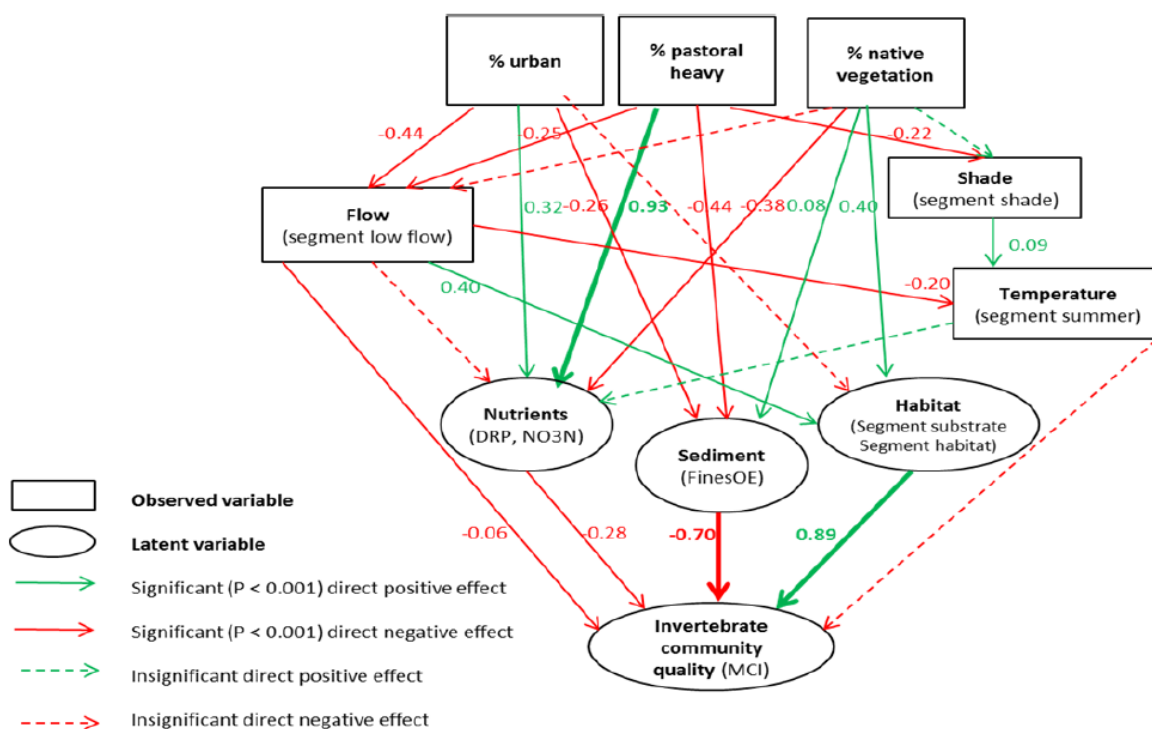 % urban
% pastoral
heavy
% native
vegetation
-0.44
-0.25
-0.22
Shade
(segment shade)
Flow
(segment low flow)
0.32
-0.26
0.93
-0.44
-0.38
0.08
0.40
0.09
0.40
-0.20
Temperature
(segment summer)
Nutrients
(DRP, NO3N)
Habitat
(Segment substrate
Segment habitat)
Sediment
(FinesOE)
Observed variable
Latent variable
Significant (P < 0.001) direct positive effect
Significant (P < 0.001) direct negative effect
Insignificant direct positive effect
Insignificant direct negative effect
-0.06
-0.28
-0.70
0.89
Invertebrate
community
quality (MCI)